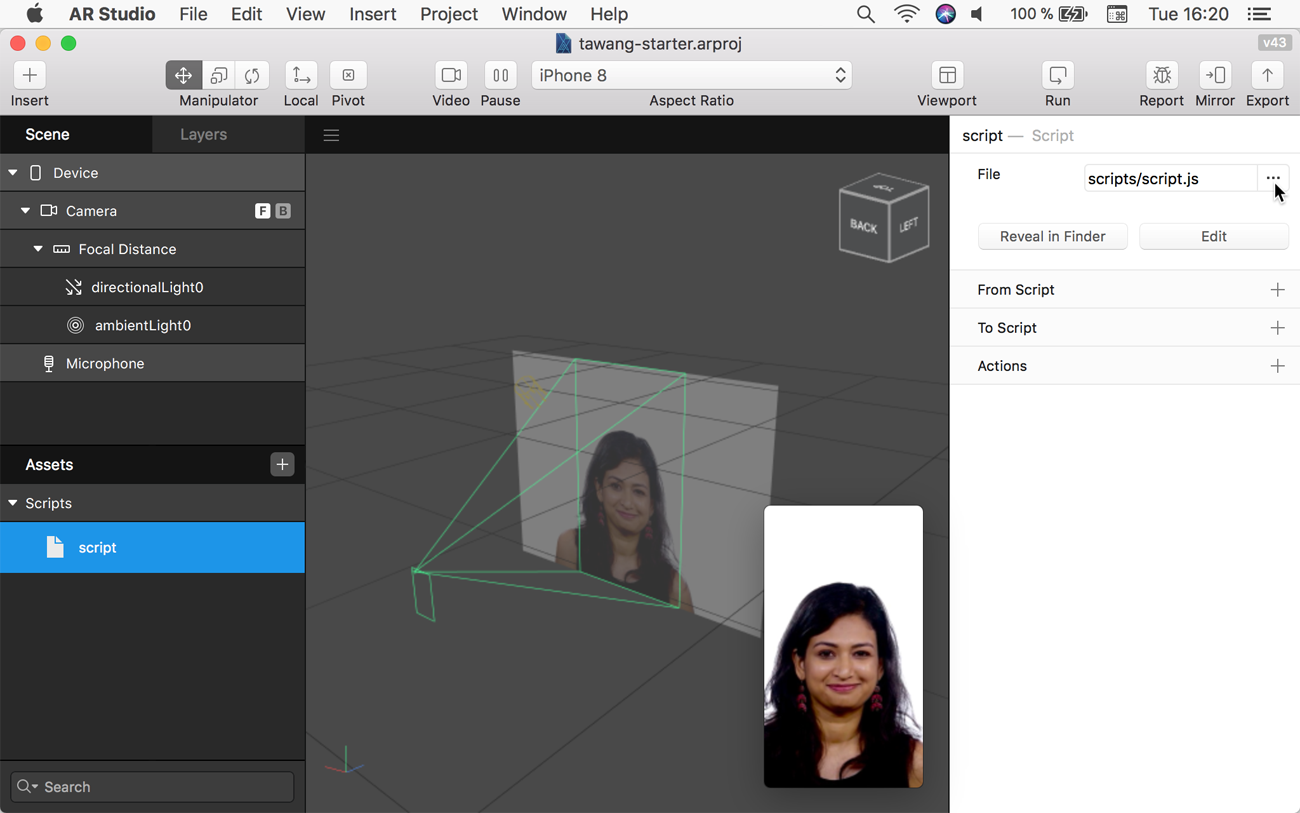 AR Studio File Edit View Insert Project Window Help 100 % Tue 16:20
tawang-starter.arproj v43
iPhone 8
Insert Manipulator Local Pivot Video Pause Aspect Ratio Viewport Run Report Mirror Export
Scene Layers
Device
Camera F B
Focal Distance
directionalLight0
ambientLight0
Microphone
Assets
Scripts
script
Search
TOP
BACK LEFT
script — Script
File scripts/script.js ...
Reveal in Finder Edit
From Script
To Script
Actions